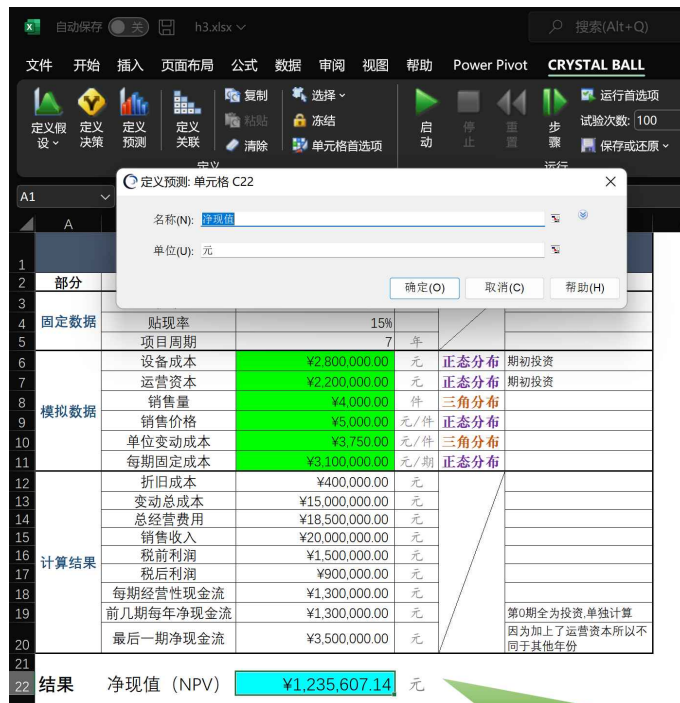 自动保存 关 h3.xlsx 搜索(Alt+Q)
文件 开始 插入 页面布局 公式 数据 审阅 视图 帮助 Power Pivot CRYSTAL BALL
定义假设 定义决策 定义预测 定义关联 复制 粘贴 清除 选择 冻结 单元格首选项 启动 停止 重置 步骤 运行首选项 试验次数: 100 保存或还原
定义 运行
A1
定义预测: 单元格 C22
名称(N): 净现值
单位(U): 元
确定(O) 取消(C) 帮助(H)
A
1
2 部分
3
固定数据
4 贴现率 15%
5 项目周期 7 年
6 设备成本 ¥2,800,000.00 元 正态分布 期初投资
7 运营资本 ¥2,200,000.00 元 正态分布 期初投资
模拟数据
8 销售量 ¥4,000.00 件 三角分布
9 销售价格 ¥5,000.00 元/件 正态分布
10 单位变动成本 ¥3,750.00 元/件 三角分布
11 每期固定成本 ¥3,100,000.00 元/期 正态分布
12 折旧成本 ¥400,000.00 元
13 变动总成本 ¥15,000,000.00 元
14 总经营费用 ¥18,500,000.00 元
15 销售收入 ¥20,000,000.00 元
计算结果
16 税前利润 ¥1,500,000.00 元
17 税后利润 ¥900,000.00 元
18 每期经营性现金流 ¥1,300,000.00 元
19 前几期每年净现金流 ¥1,300,000.00 元 第0期全为投资,单独计算
20 最后一期净现金流 ¥3,500,000.00 元 因为加上了运营资本所以不
同于其他年份
21
22 结果 净现值（NPV） ¥1,235,607.14 元